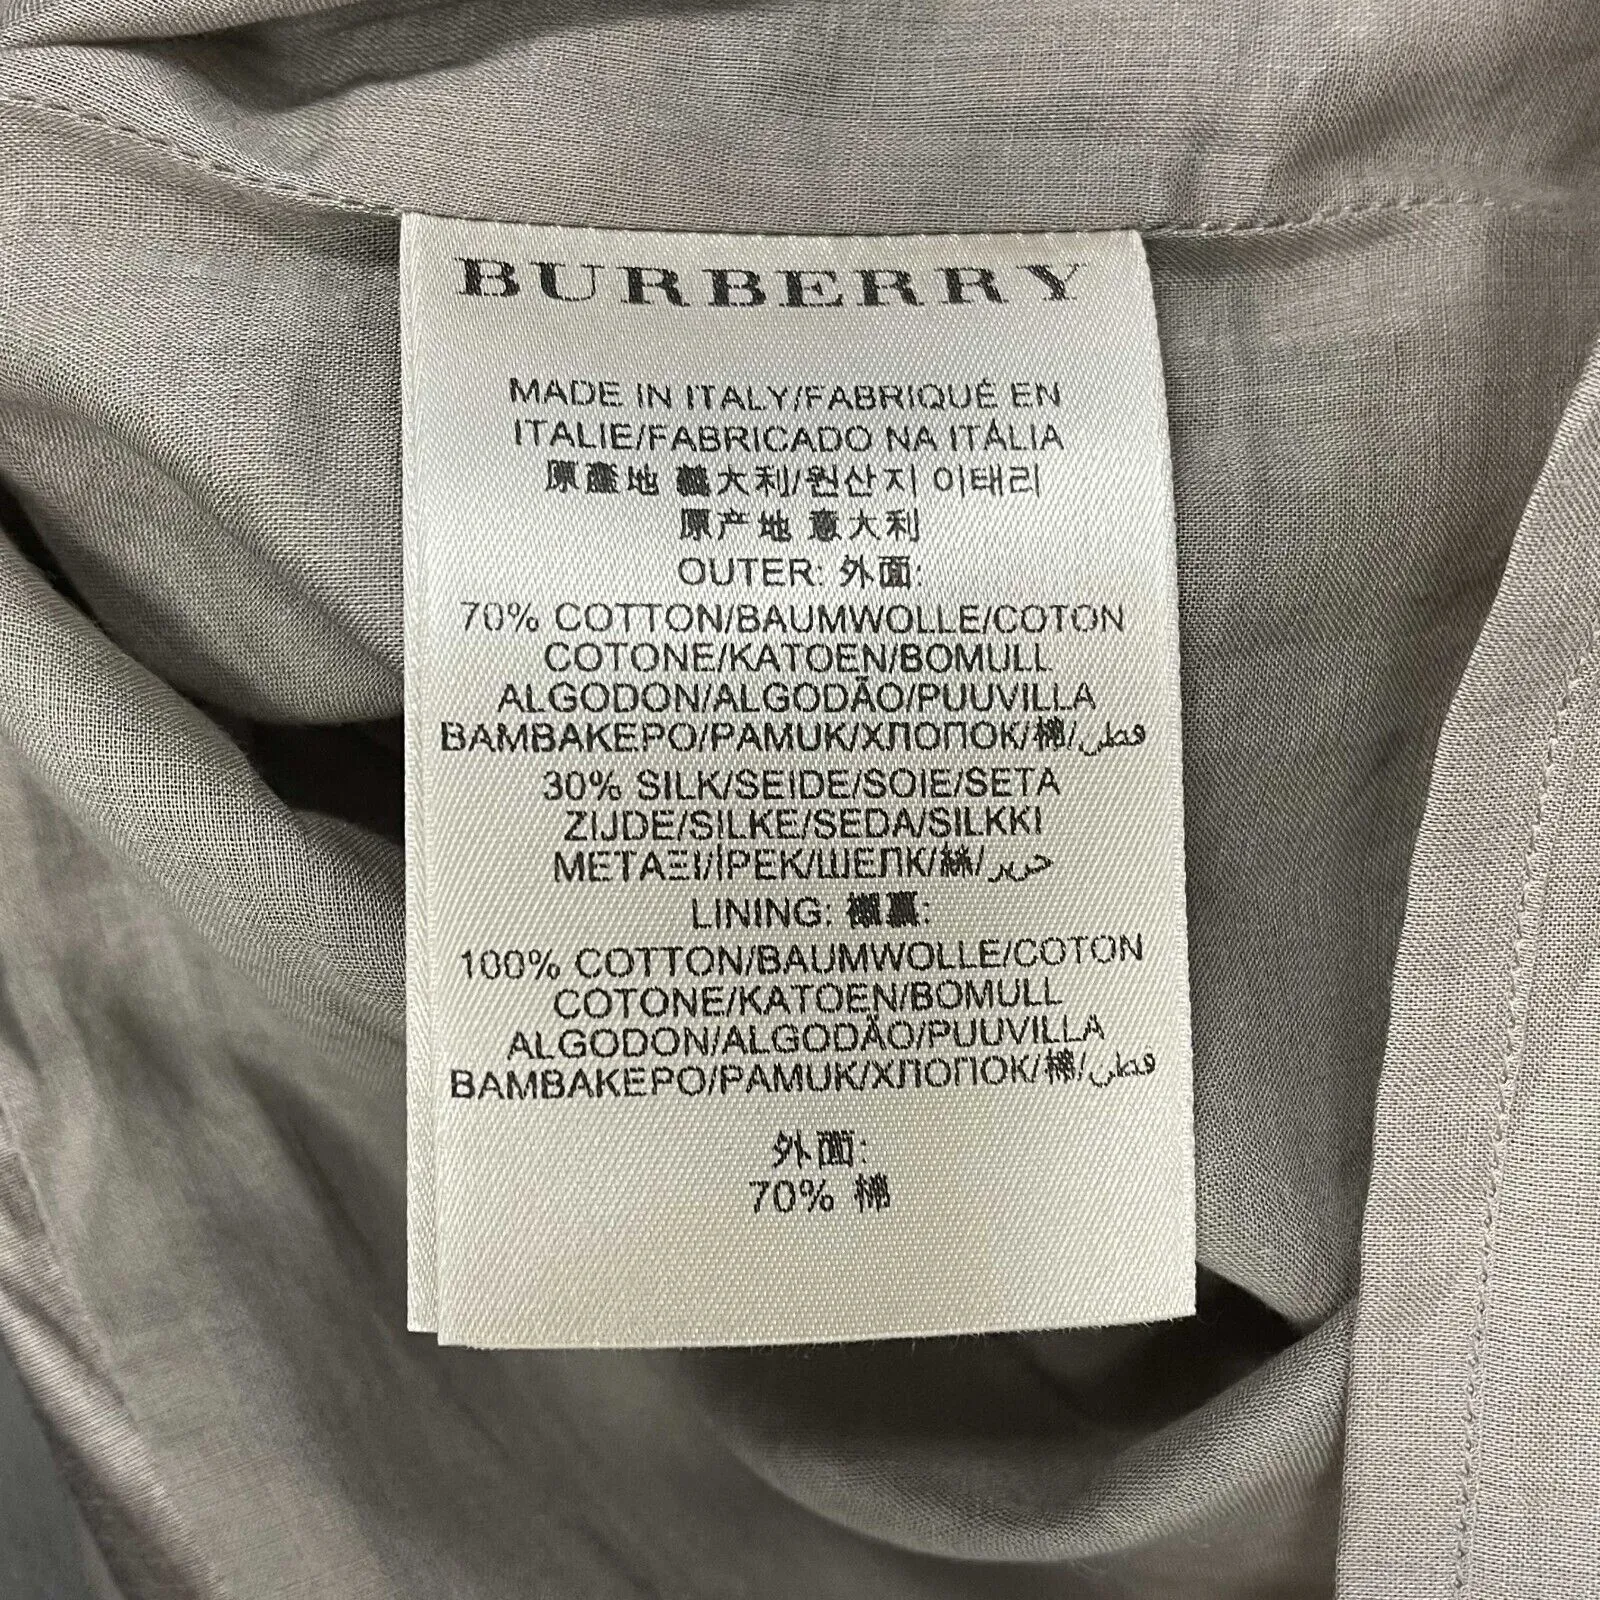 BURBERRY
MADE IN ITALY/FABRIQUÉ EN
ITALIE/FABRICADO NA ITÁLIA
原產地 義大利/원산지 이태리
原产地 意大利
OUTER: 外面:
70% COTTON/BAUMWOLLE/COTON
COTONE/KATOEN/BOMULL
ALGODON/ALGODÃO/PUUVILLA
BAMBAKEPO/PAMUK/ХЛОПОК/棉/قطن
30% SILK/SEIDE/SOIE/SETA
ZIJDE/SILKE/SEDA/SILKKI
ΜΕΤΑΞΙ/İPEK/ШЕЛК/絲/حرير
LINING: 襯裏:
100% COTTON/BAUMWOLLE/COTON
COTONE/KATOEN/BOMULL
ALGODON/ALGODÃO/PUUVILLA
BAMBAKEPO/PAMUK/ХЛОПОК/棉/قطن
外面:
70% 棉